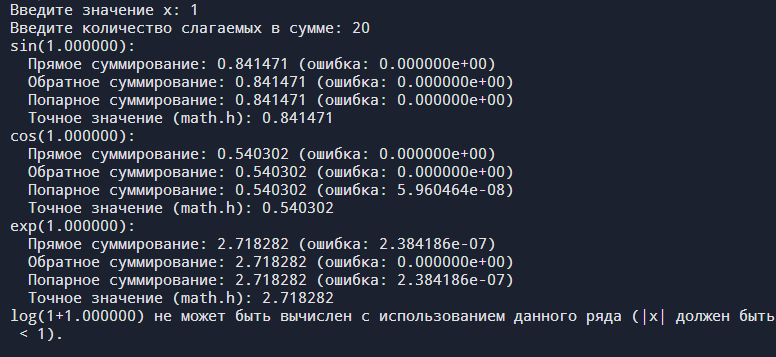 Введите значение x: 1
Введите количество слагаемых в сумме: 20
sin(1.000000):
  Прямое суммирование: 0.841471 (ошибка: 0.000000e+00)
  Обратное суммирование: 0.841471 (ошибка: 0.000000e+00)
  Попарное суммирование: 0.841471 (ошибка: 0.000000e+00)
  Точное значение (math.h): 0.841471
cos(1.000000):
  Прямое суммирование: 0.540302 (ошибка: 0.000000e+00)
  Обратное суммирование: 0.540302 (ошибка: 0.000000e+00)
  Попарное суммирование: 0.540302 (ошибка: 5.960464e-08)
  Точное значение (math.h): 0.540302
exp(1.000000):
  Прямое суммирование: 2.718282 (ошибка: 2.384186e-07)
  Обратное суммирование: 2.718282 (ошибка: 0.000000e+00)
  Попарное суммирование: 2.718282 (ошибка: 2.384186e-07)
  Точное значение (math.h): 2.718282
log(1+1.000000) не может быть вычислен с использованием данного ряда (|x| должен быть
 < 1).